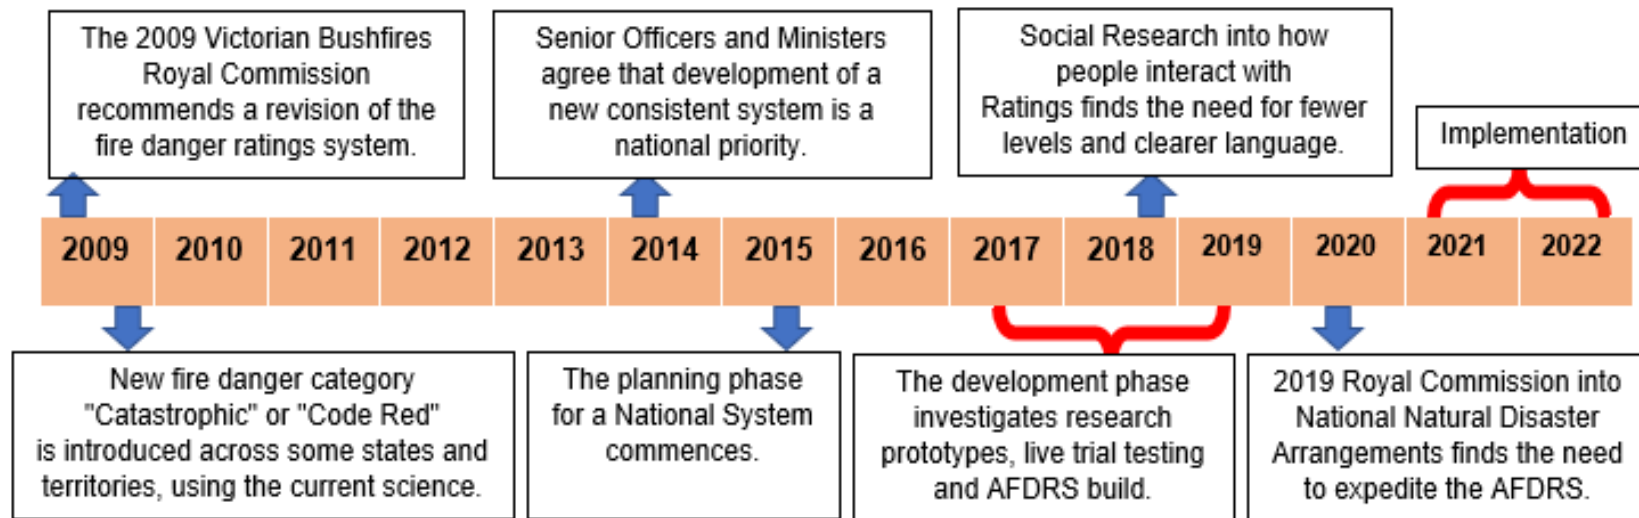 The 2009 Victorian Bushfires
Royal Commission
recommends a revision of the
fire danger ratings system.
Senior Officers and Ministers
agree that development of a
new consistent system is a
national priority.
Social Research into how
people interact with
Ratings finds the need for fewer
levels and clearer language.
Implementation
2009 2010 2011 2012 2013 2014 2015 2016 2017 2018 2019 2020 2021 2022
New fire danger category
"Catastrophic" or "Code Red"
is introduced across some states and
territories, using the current science.
The planning phase
for a National System
commences.
The development phase
investigates research
prototypes, live trial testing
and AFDRS build.
2019 Royal Commission into
National Natural Disaster
Arrangements finds the need
to expedite the AFDRS.